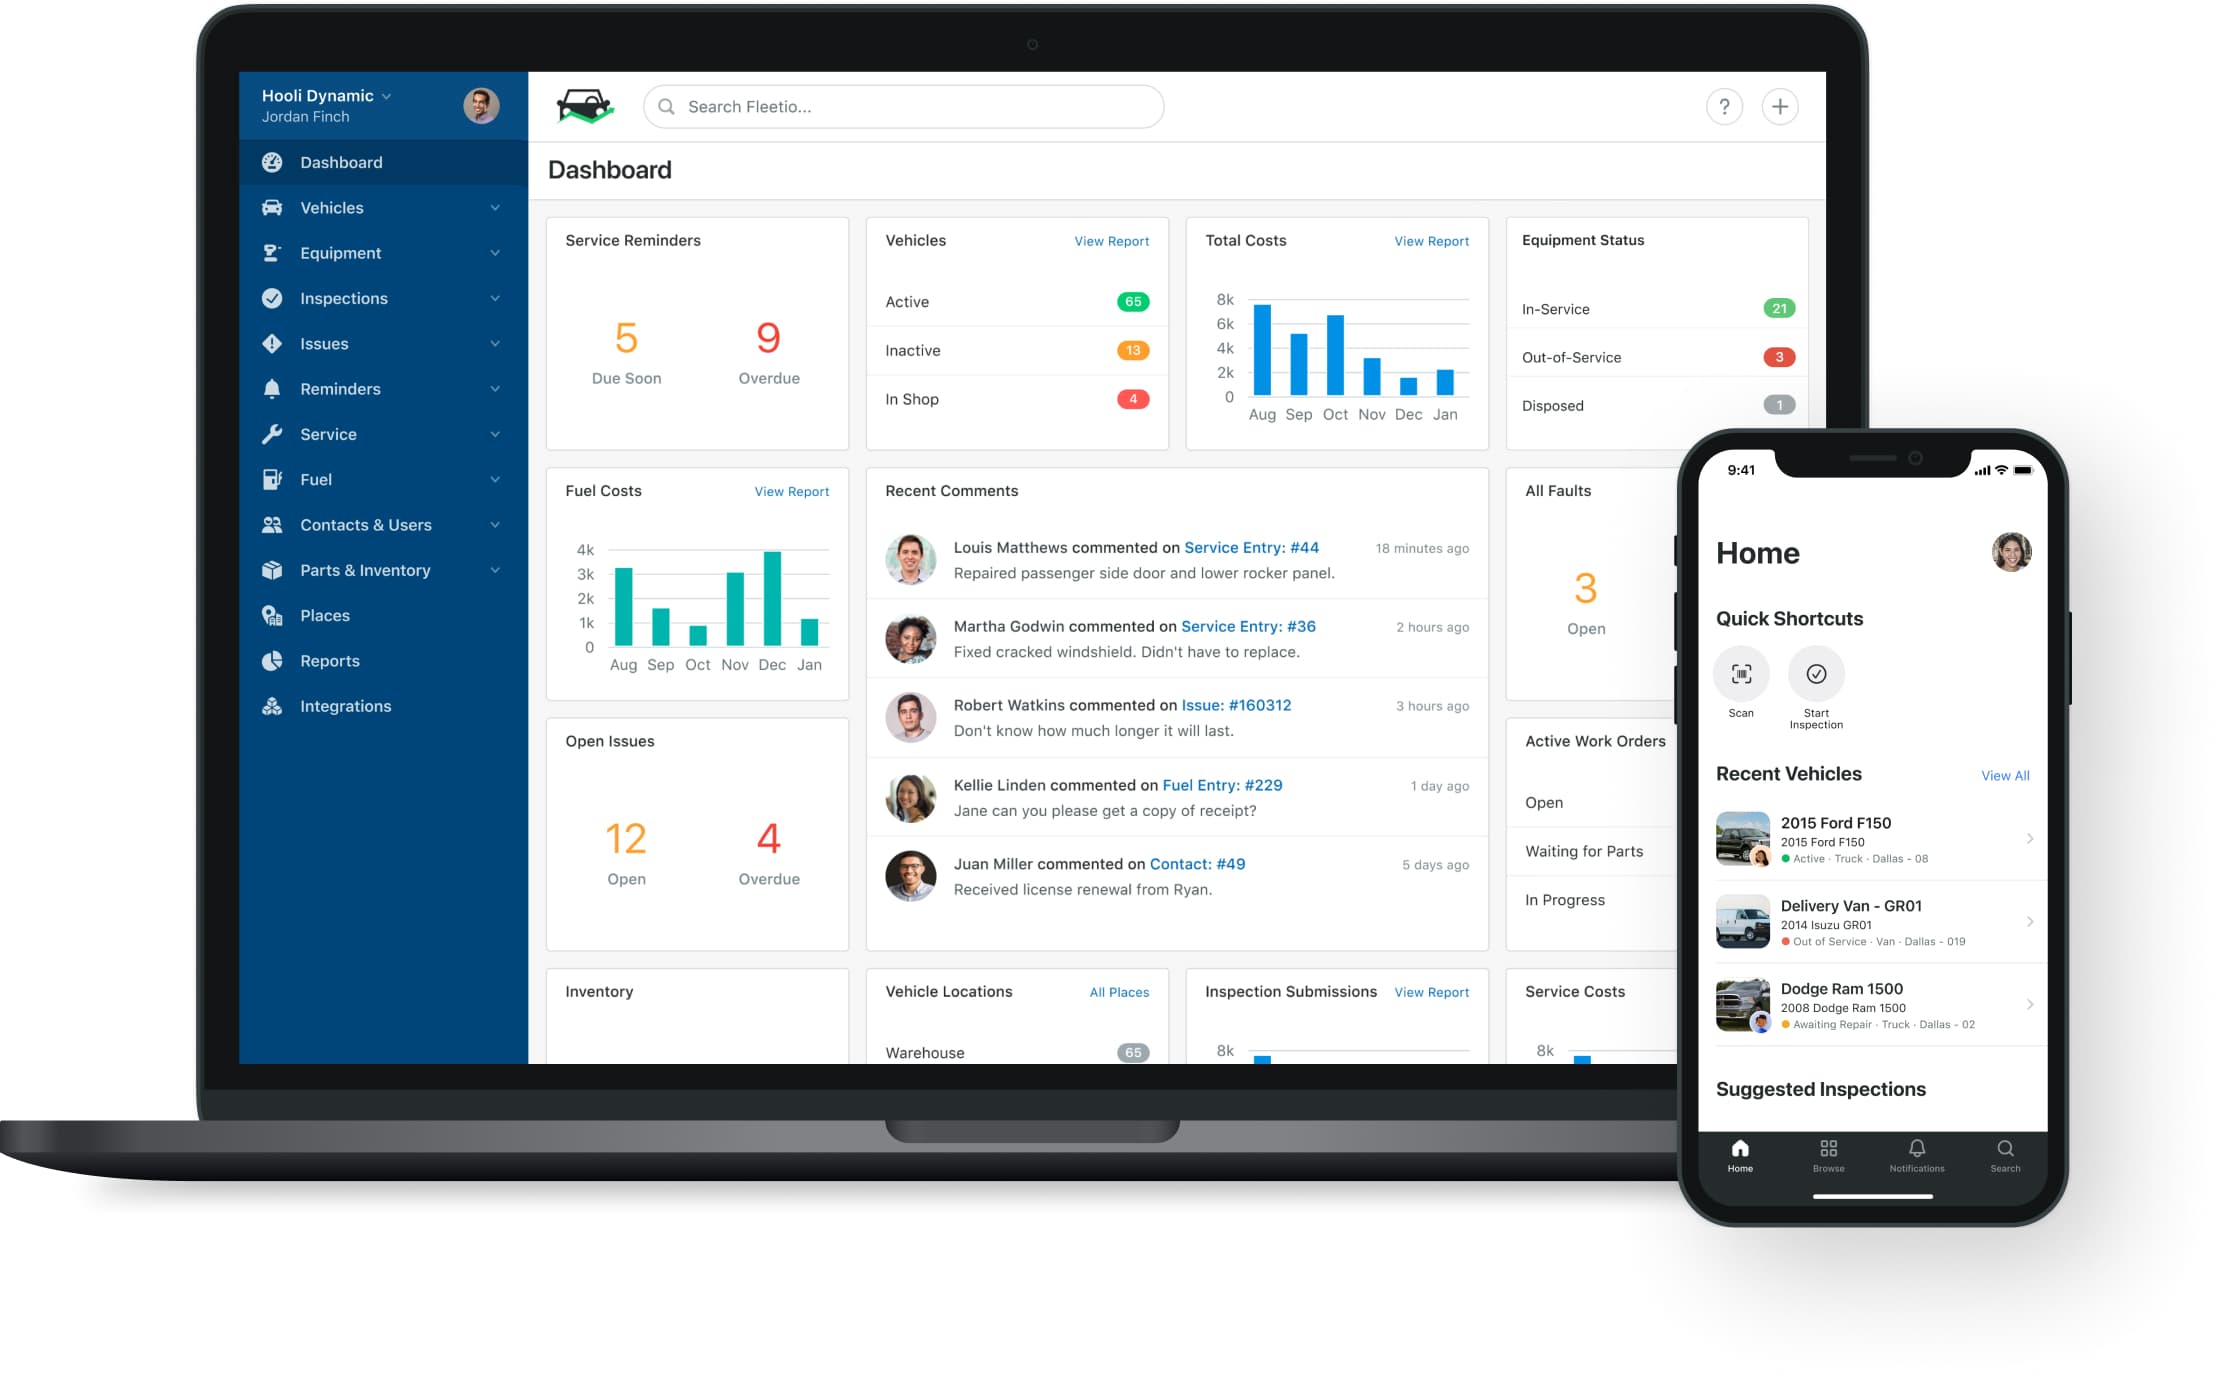 Hooli Dynamic
Jordan Finch
Dashboard
Vehicles
Equipment
Inspections
Issues
Reminders
Service
Fuel
Contacts & Users
Parts & Inventory
Places
Reports
Integrations
Search Fleetio...
?
Dashboard
Service Reminders
5
9
Due Soon
Overdue
Vehicles
View Report
Active
65
Inactive
13
In Shop
4
Total Costs
View Report
8k
6k
4k
2k
0
Aug Sep Oct Nov Dec Jan
Equipment Status
In-Service
21
Out-of-Service
3
Disposed
1
Fuel Costs
View Report
4k
3k
2k
1k
0
Aug Sep Oct Nov Dec Jan
Recent Comments
Louis Matthews commented on Service Entry: #44
18 minutes ago
Repaired passenger side door and lower rocker panel.
Martha Godwin commented on Service Entry: #36
2 hours ago
Fixed cracked windshield. Didn't have to replace.
Robert Watkins commented on Issue: #160312
3 hours ago
Don't know how much longer it will last.
Kellie Linden commented on Fuel Entry: #229
1 day ago
Jane can you please get a copy of receipt?
Juan Miller commented on Contact: #49
5 days ago
Received license renewal from Ryan.
All Faults
3
Open
Open Issues
12
4
Open
Overdue
Active Work Orders
Open
Waiting for Parts
In Progress
Inventory
Vehicle Locations
All Places
Warehouse
65
Inspection Submissions
View Report
8k
Service Costs
8k
9:41
Home
Quick Shortcuts
Scan
Start
Inspection
Recent Vehicles
View All
2015 Ford F150
2015 Ford F150
Active · Truck · Dallas - 08
Delivery Van - GR01
2014 Isuzu GR01
Out of Service · Van · Dallas - 019
Dodge Ram 1500
2008 Dodge Ram 1500
Awaiting Repair · Truck · Dallas - 02
Suggested Inspections
Home
Browse
Notifications
Search